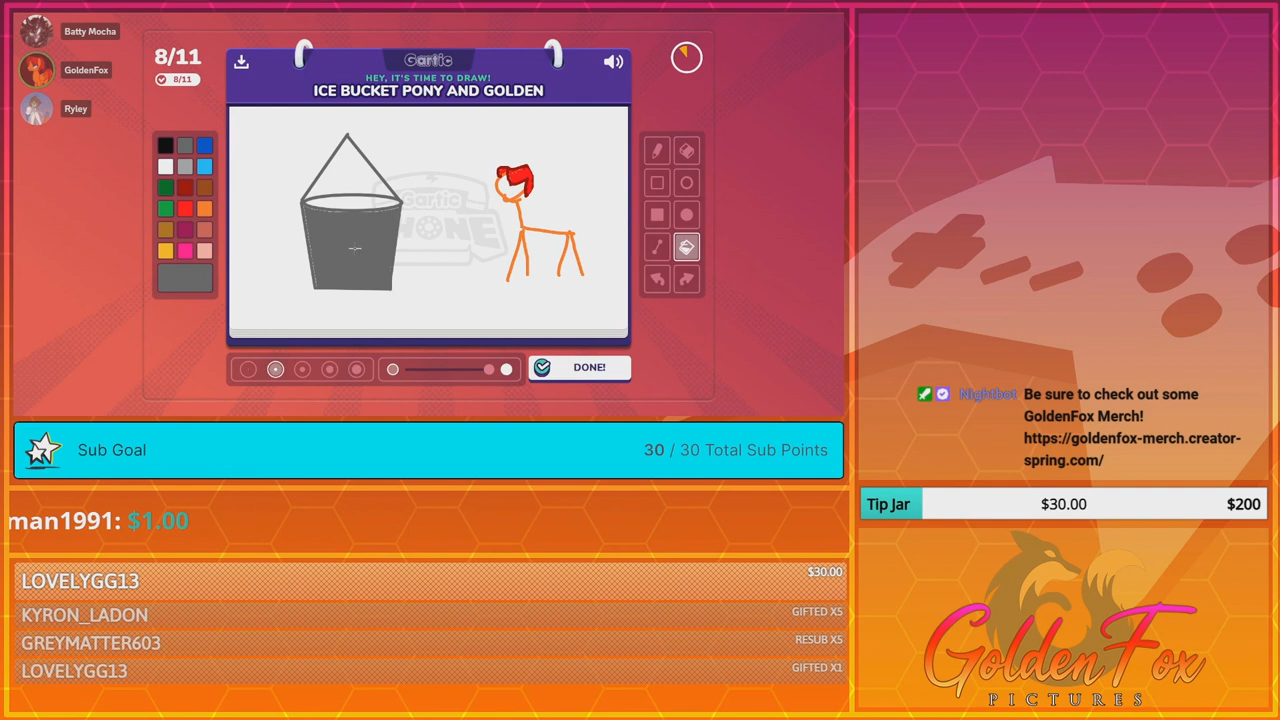 Batty Mocha
GoldenFox
Ryley
8/11
8/11
Gartic
HEY, IT'S TIME TO DRAW!
ICE BUCKET PONY AND GOLDEN
Gartic
DONE!
Sub Goal
30 / 30 Total Sub Points
man1991: $1.00
LOVELYGG13
$30.00
KYRON_LADON
GIFTED X5
GREYMATTER603
RESUB X5
LOVELYGG13
GIFTED X1
Nightbot Be sure to check out some
GoldenFox Merch!
https://goldenfox-merch.creator-
spring.com/
Tip Jar
$30.00
$200
GoldenFox
PICTURES